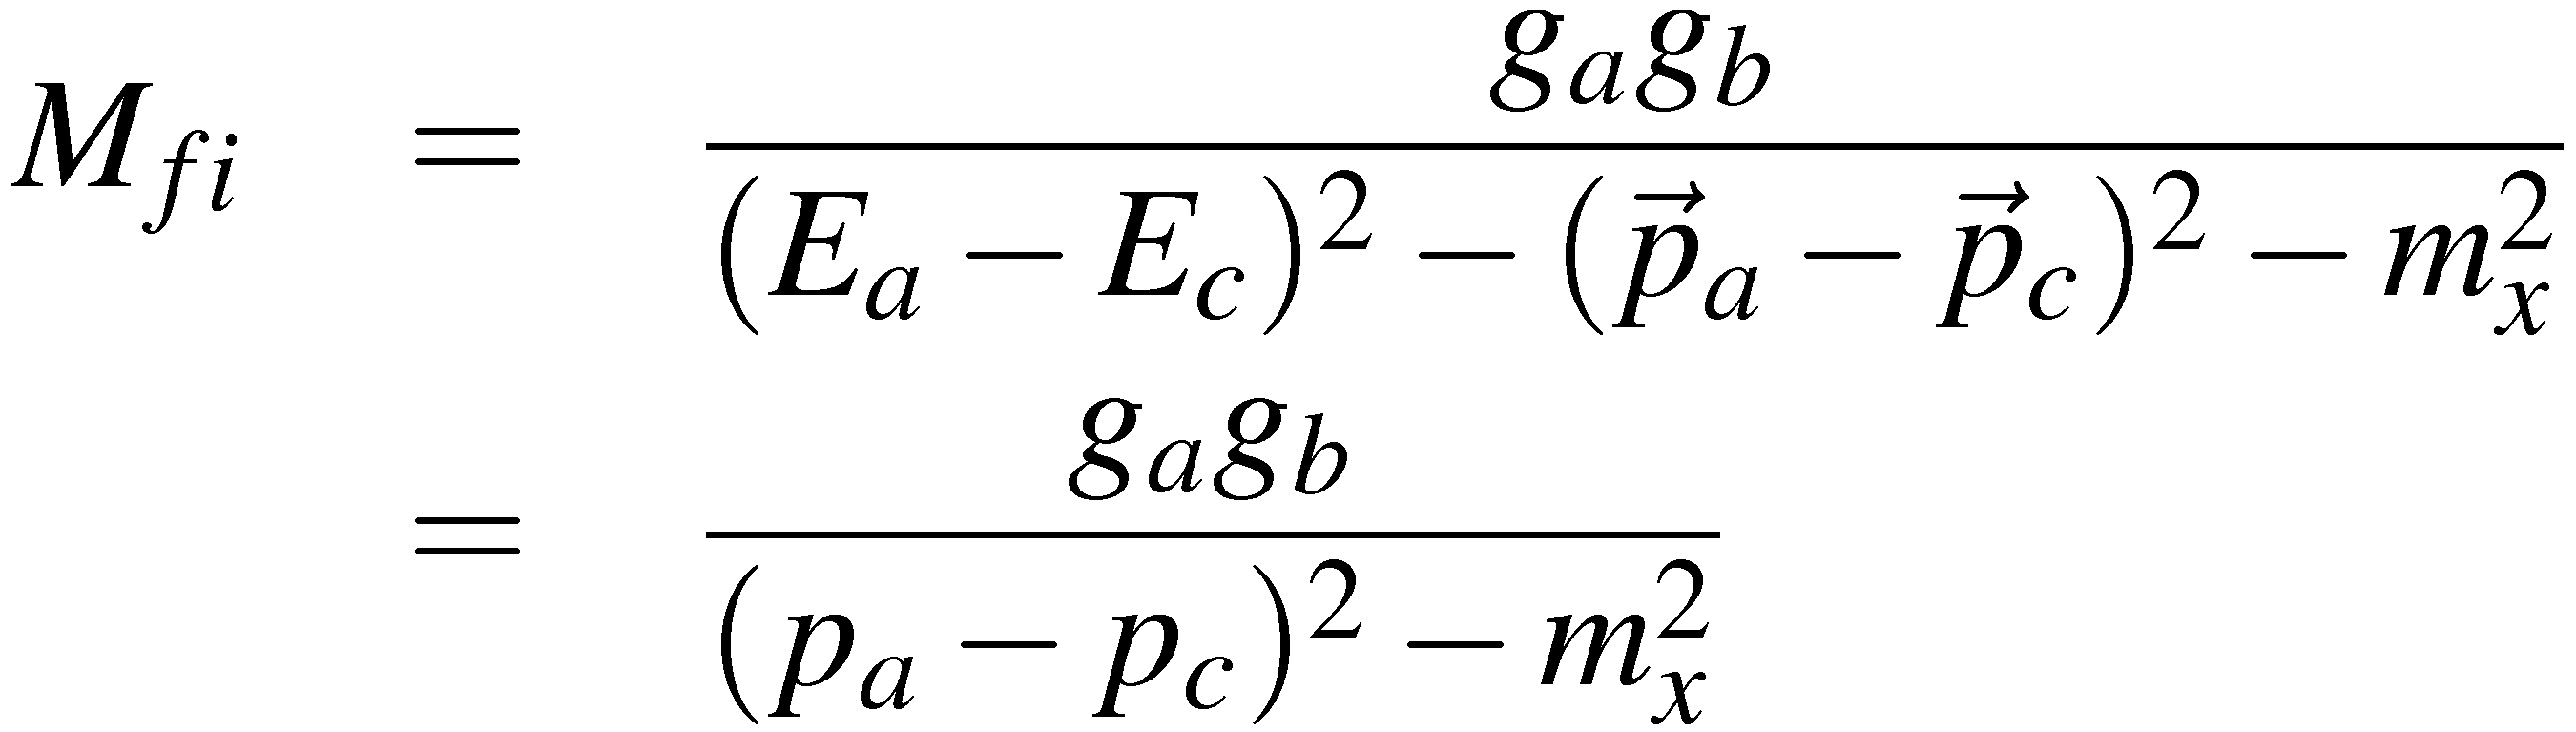 $M_{fi} = \frac{g_a g_b}{(E_a - E_c)^2 - (\vec{p}_a - \vec{p}_c)^2 - m_x^2}$
$= \frac{g_a g_b}{(p_a - p_c)^2 - m_x^2}$